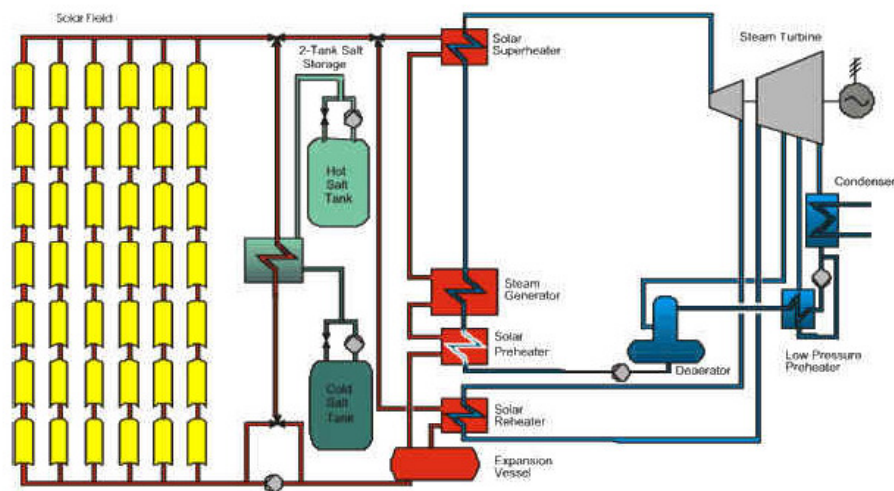 Solar Field
2-Tank Salt
Storage
Solar
Superheater
Steam Turbine
Hot
Salt
Tank
Condenser
Steam
Generator
Solar
Preheater
Deaerator
Low Pressure
Preheater
Cold
Salt
Tank
Solar
Reheater
Expansion
Vessel